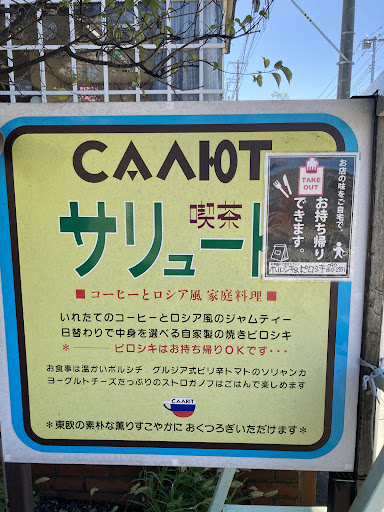 САЛЮТ
喫茶
サリュート
■コーヒーとロシア風 家庭料理■
いれたてのコーヒーとロシア風のジャムティー
日替わりで中身を選べる自家製の焼きピロシキ
＊―――ピロシキはお持ち帰りOKです･･･
お食事は温かいボルシチ グルジア式ピリ辛トマトのソリャンカ
ヨーグルトチーズたっぷりのストロガノフはごはんで楽しめます
САЛЮТ
＊東欧の素朴な薫りすこやかに おくつろぎいただけます＊
TAKE OUT
お店の味をご自宅で
お持ち帰り
できます。
ボルシチ& ピロシキ